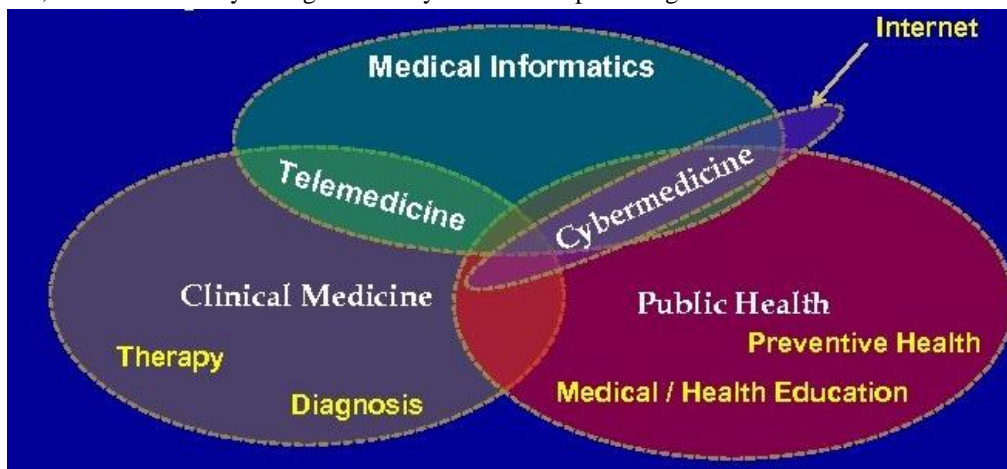 Internet
Medical Informatics
Telemedicine
Cybermedicine
Clinical Medicine
Public Health
Therapy
Preventive Health
Diagnosis
Medical / Health Education